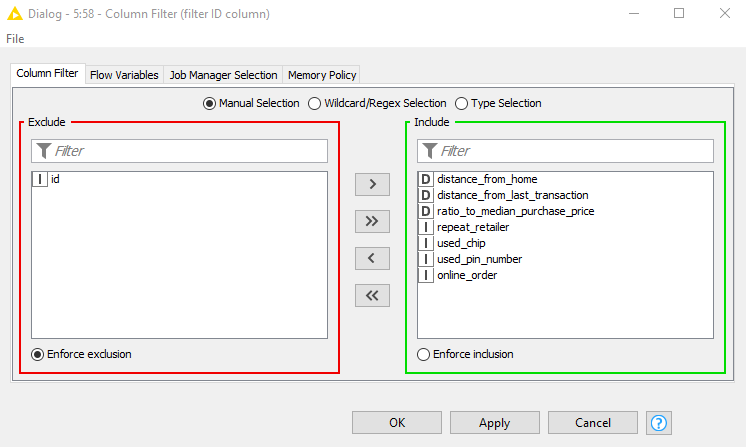 Dialog - 5:58 - Column Filter (filter ID column)
File
Column Filter Flow Variables Job Manager Selection Memory Policy
Manual Selection Wildcard/Regex Selection Type Selection
Exclude
Filter
I id
Enforce exclusion
>
>>
<
<<
Include
Filter
D distance_from_home
D distance_from_last_transaction
D ratio_to_median_purchase_price
I repeat_retailer
I used_chip
I used_pin_number
I online_order
Enforce inclusion
OK Apply Cancel ?